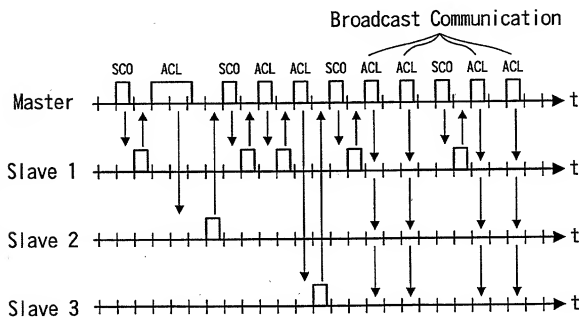 Broadcast Communication
SCO ACL SCO ACL ACL SCO ACL ACL SCO ACL ACL
Master t
Slave 1 t
Slave 2 t
Slave 3 t